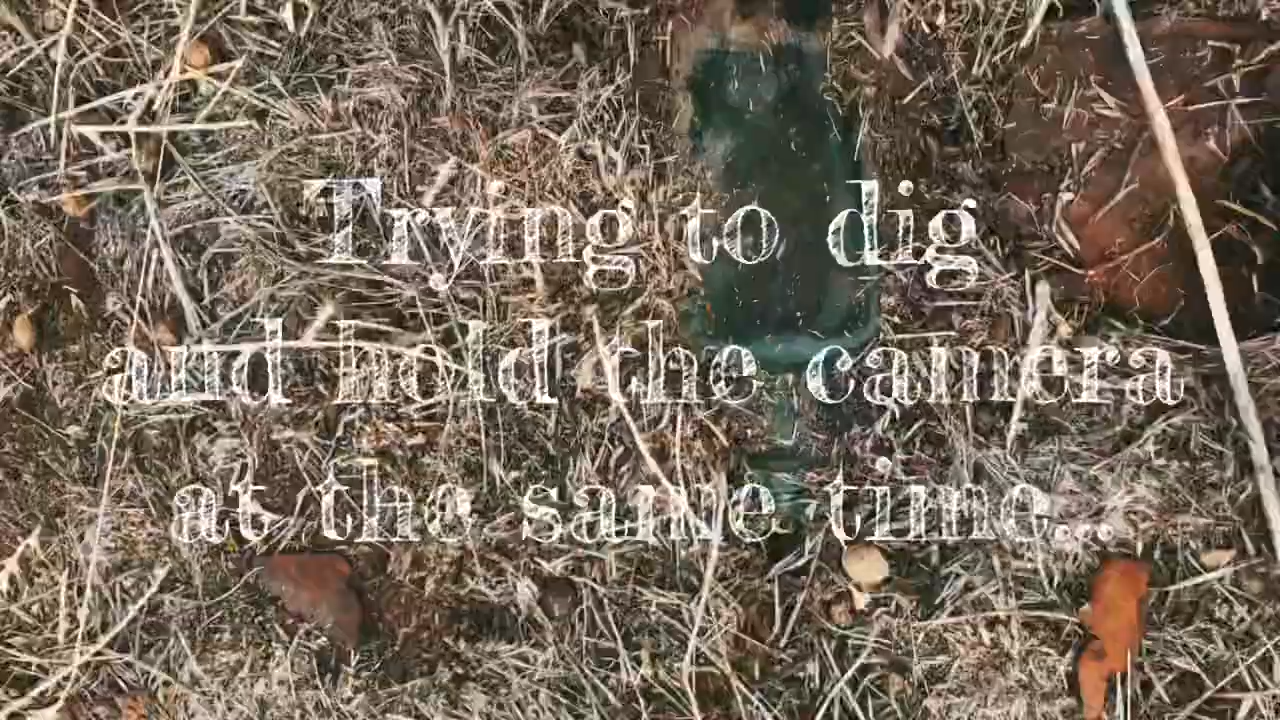 Trying to dig
and hold the camera
at the same time...